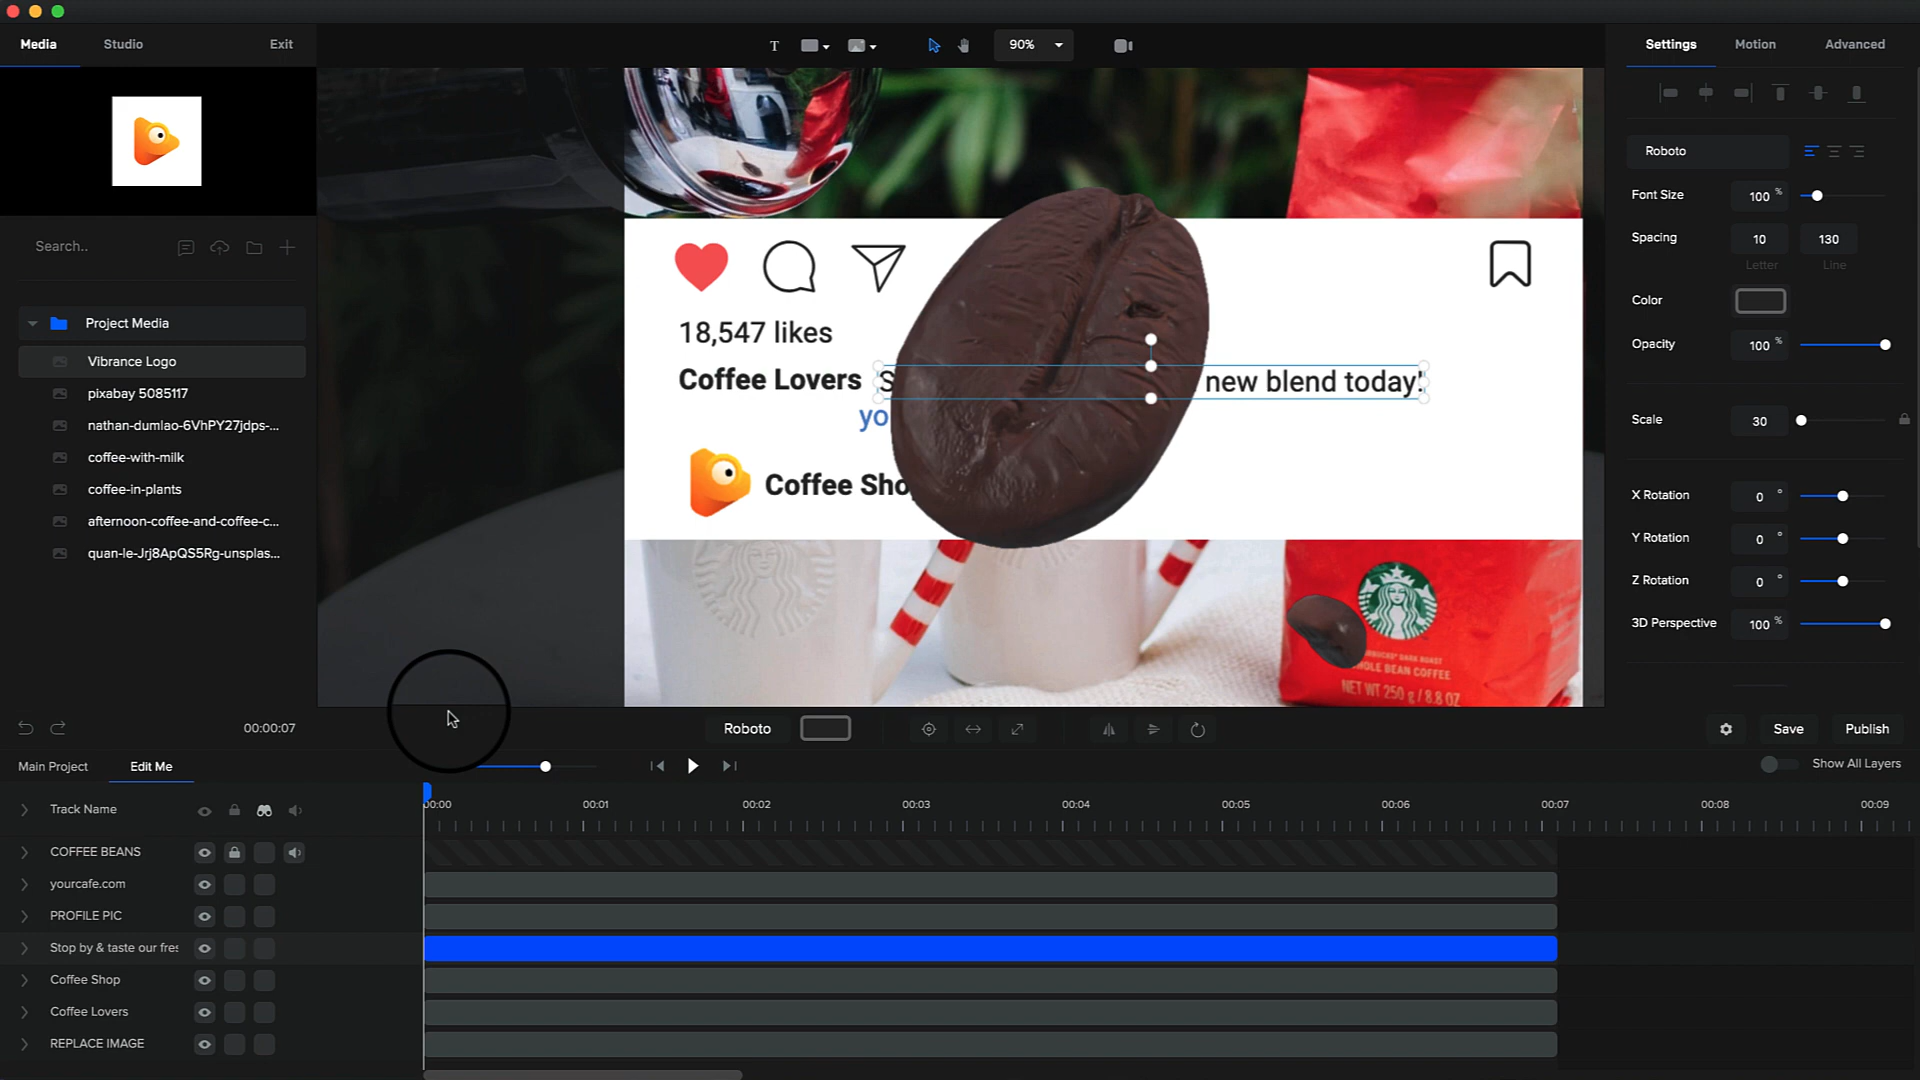 Media Studio Exit
T
90%
Settings Motion Advanced
Search..
Project Media
Vibrance Logo
pixabay 5085117
nathan-dumlao-6VhPY27jdps-...
coffee-with-milk
coffee-in-plants
afternoon-coffee-and-coffee-c...
quan-le-Jrj8ApQS5Rg-unsplas...
18,547 likes
Coffee Lovers S new blend today!
yo
Coffee Sho
WHOLE BEAN COFFEE
NET WT 250 g / 8.8 OZ
Roboto
Font Size 100 %
Spacing 10 130
Letter Line
Color
Opacity 100 %
Scale 30
X Rotation 0 °
Y Rotation 0 °
Z Rotation 0 °
3D Perspective 100 %
00:00:07
Roboto
Save Publish
Main Project Edit Me
Show All Layers
Track Name
00:00 00:01 00:02 00:03 00:04 00:05 00:06 00:07 00:08 00:09
COFFEE BEANS
yourcafe.com
PROFILE PIC
Stop by & taste our fres
Coffee Shop
Coffee Lovers
REPLACE IMAGE